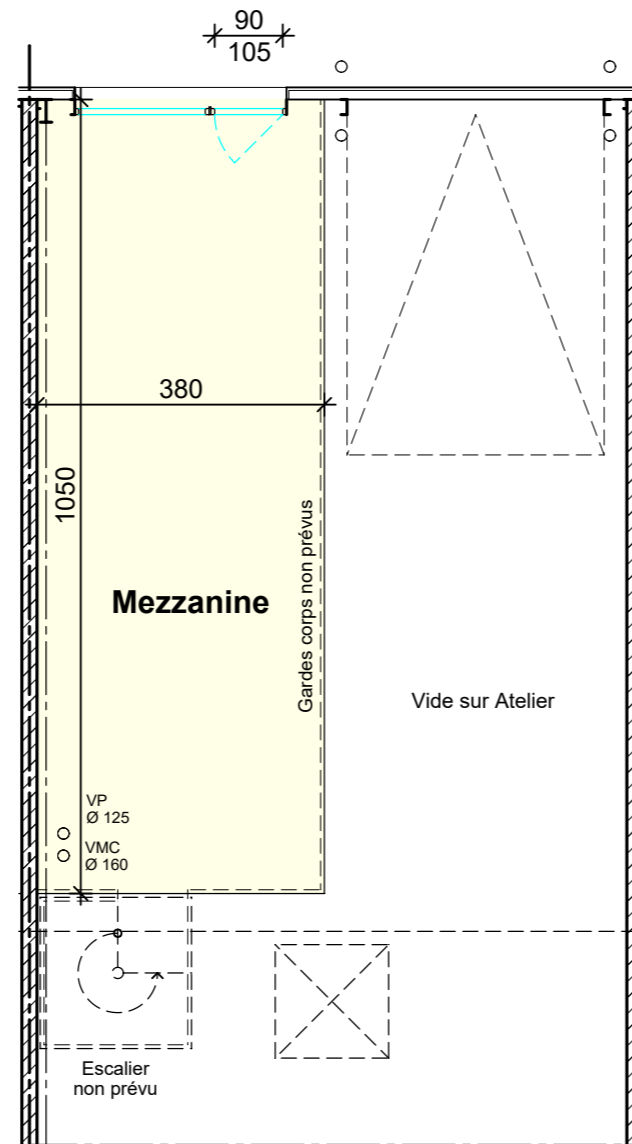 90
105
380
1050
Gardes corps non prévus
Mezzanine
Vide sur Atelier
VP
Ø 125
VMC
Ø 160
Escalier
non prévu